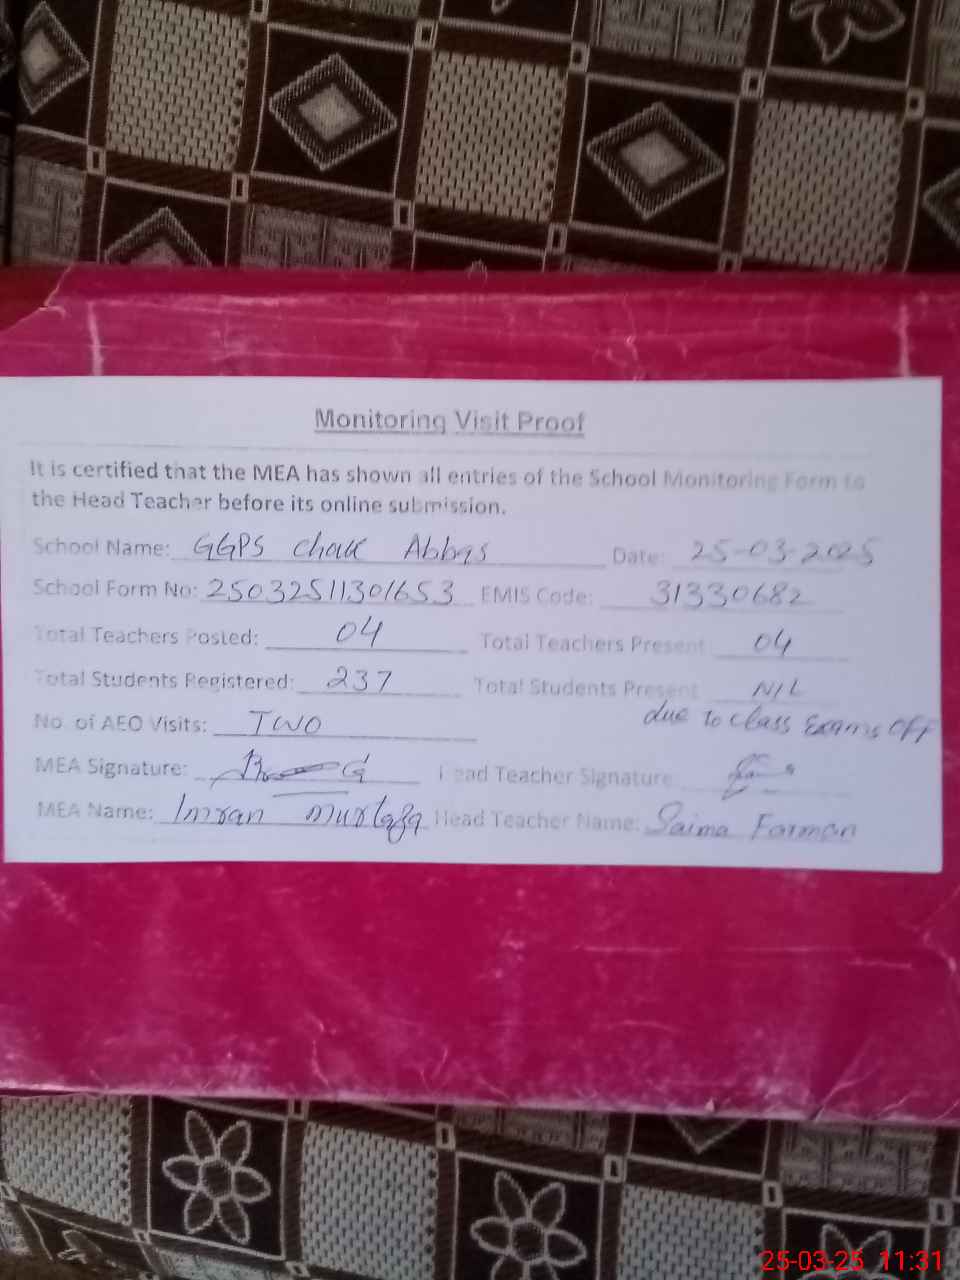 Monitoring Visit Proof
It is certified that the MEA has shown all entries of the School Monitoring Form to
the Head Teacher before its online submission.
School Name: GGPS Chak Abbas Date: 25-03-2025
School Form No: 25032511301653 EMIS Code: 31330682
Total Teachers Posted: 04 Total Teachers Present 04
Total Students Registered: 237 Total Students Present NIL
due to class Exams OFF
No. of AEO Visits: TWO
MEA Signature: Head Teacher Signature
MEA Name: Imran Murtaza Head Teacher Name: Saima Farman
25-03-25 11:31